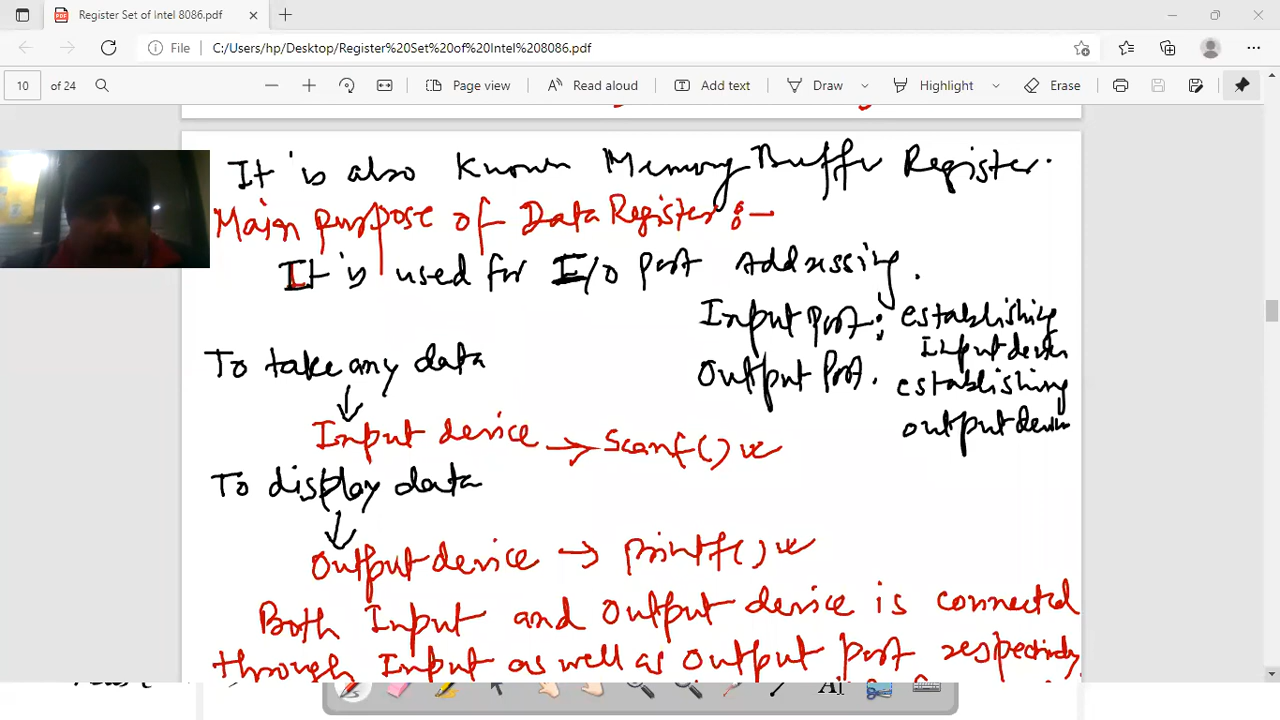 Register Set of Intel 8086.pdf
File
C:/Users/hp/Desktop/Register%20Set%20of%20Intel%208086.pdf
10 of 24
Page view
Read aloud
Add text
Draw
Highlight
Erase
It is also Known Memory Buffer Register.
Main purpose of Data Register :-
It is used for I/O port Addressing.
Input Port : establishing
Input device
Output Port. establishing
output device
To take any data
Input device → Scanf()
To display data
Output device → printf()
Both Input and Output device is connected
through Input as well as Output port respectively